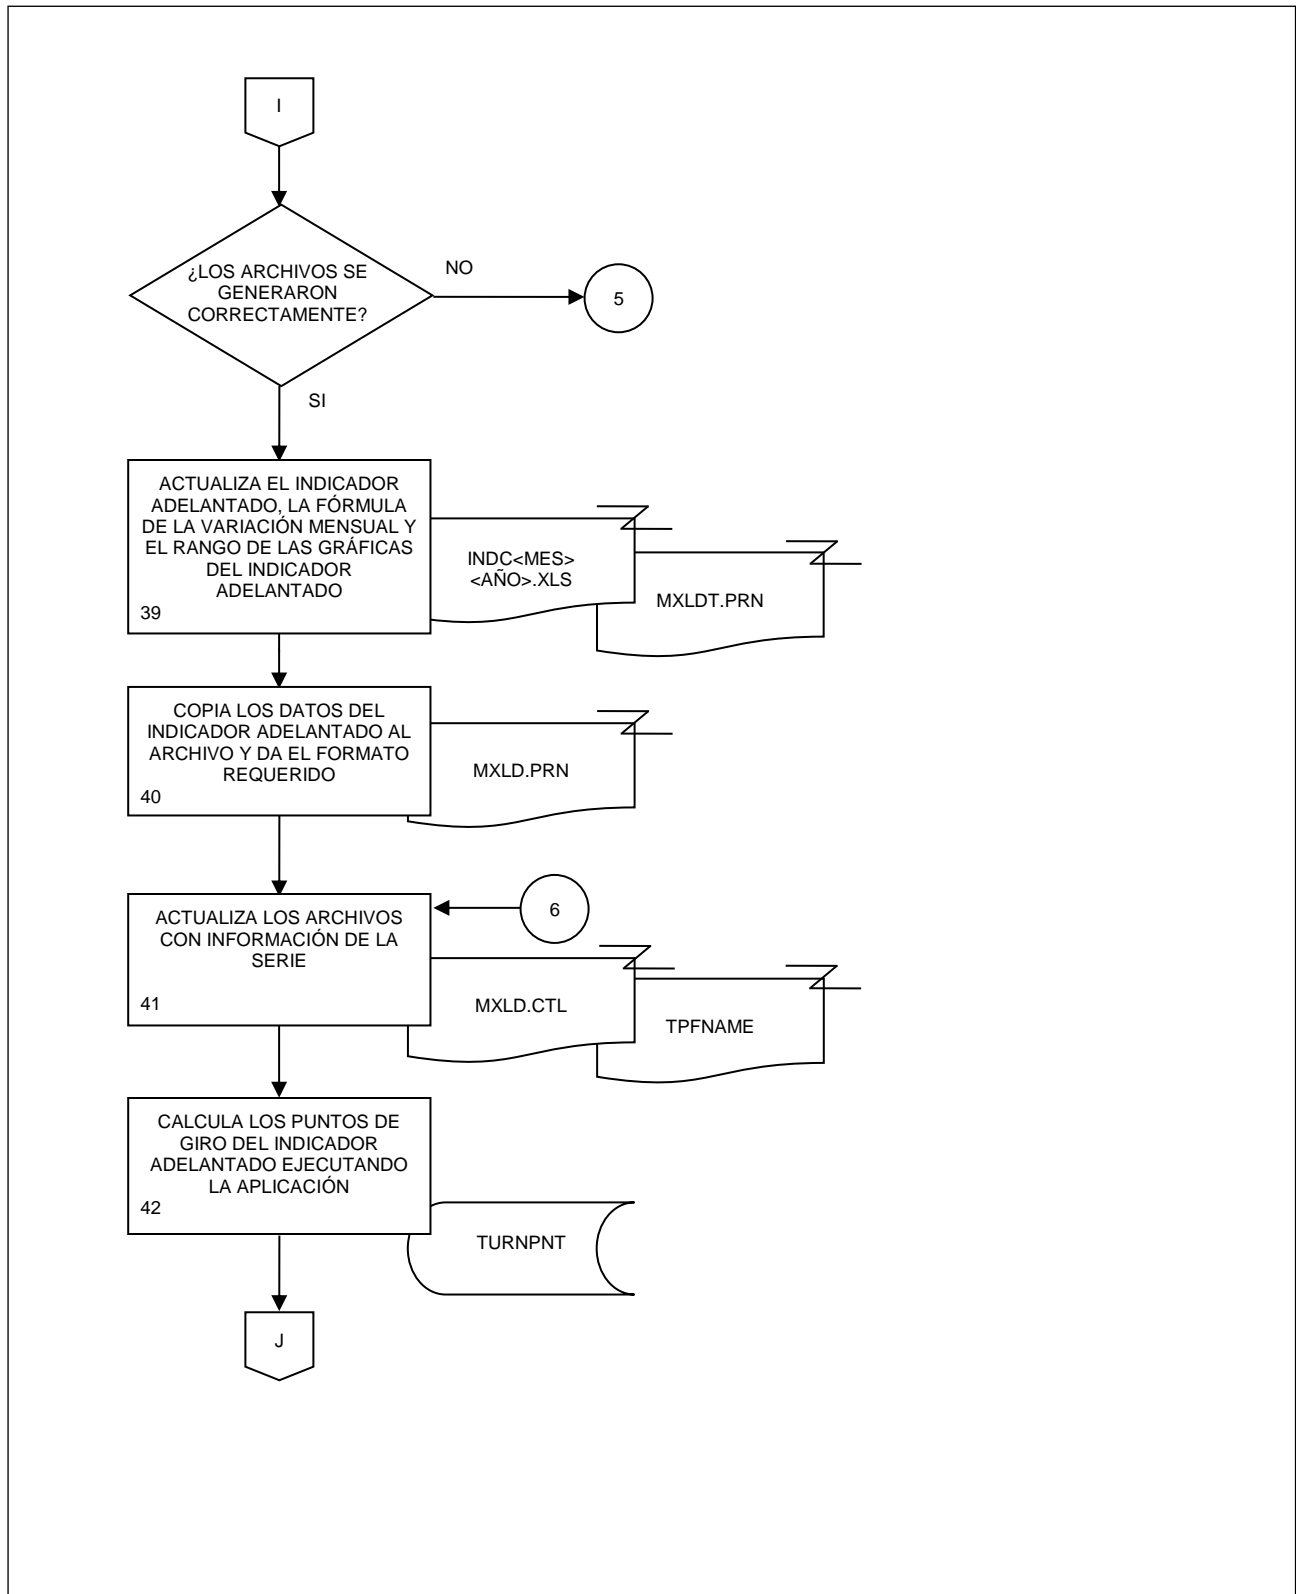 I
¿LOS ARCHIVOS SE
GENERARON
CORRECTAMENTE?
NO
5
SI
ACTUALIZA EL INDICADOR
ADELANTADO, LA FÓRMULA
DE LA VARIACIÓN MENSUAL Y
EL RANGO DE LAS GRÁFICAS
DEL INDICADOR
ADELANTADO
39
INDC<MES>
<AÑO>.XLS
MXLDT.PRN
COPIA LOS DATOS DEL
INDICADOR ADELANTADO AL
ARCHIVO Y DA EL FORMATO
REQUERIDO
40
MXLD.PRN
ACTUALIZA LOS ARCHIVOS
CON INFORMACIÓN DE LA
SERIE
41
6
MXLD.CTL
TPFNAME
CALCULA LOS PUNTOS DE
GIRO DEL INDICADOR
ADELANTADO EJECUTANDO
LA APLICACIÓN
42
TURNPNT
J